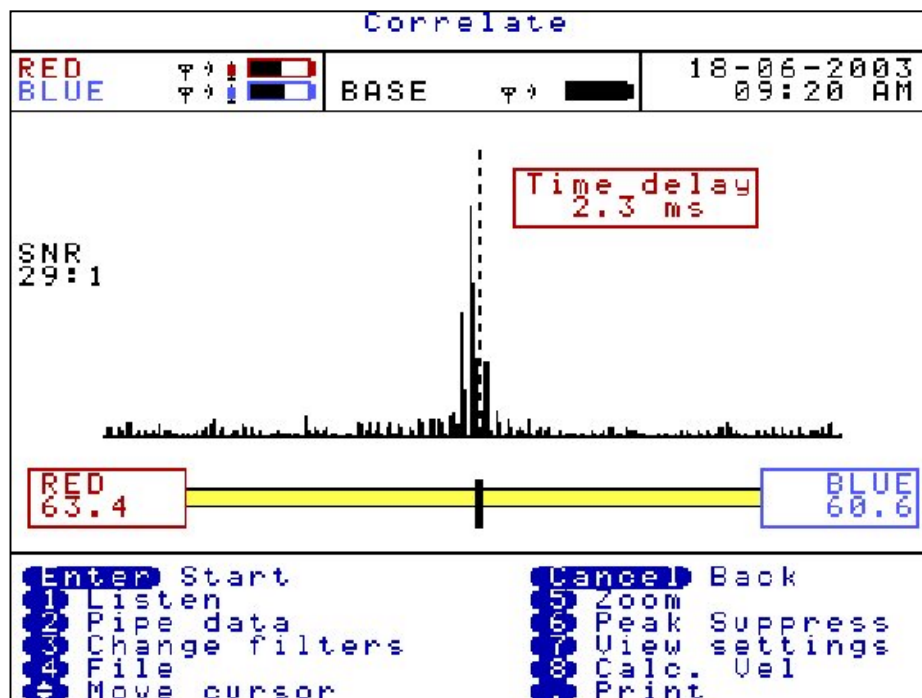 Correlate
RED
BLUE
BASE
18-06-2003
09:20 AM
Time delay
2.3 ms
SNR
29:1
RED
63.4
BLUE
60.6
Enter Start
1 Listen
2 Pipe data
3 Change filters
4 File
Move cursor
Cancel Back
5 Zoom
6 Peak Suppress
7 View settings
8 Calc. Vel
. Print